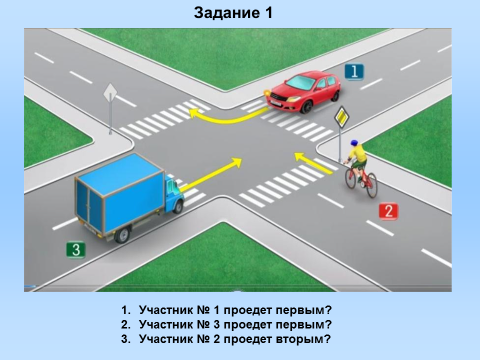 Задание 1
1
2
3
1. Участник № 1 проедет первым?
2. Участник № 3 проедет первым?
3. Участник № 2 проедет вторым?